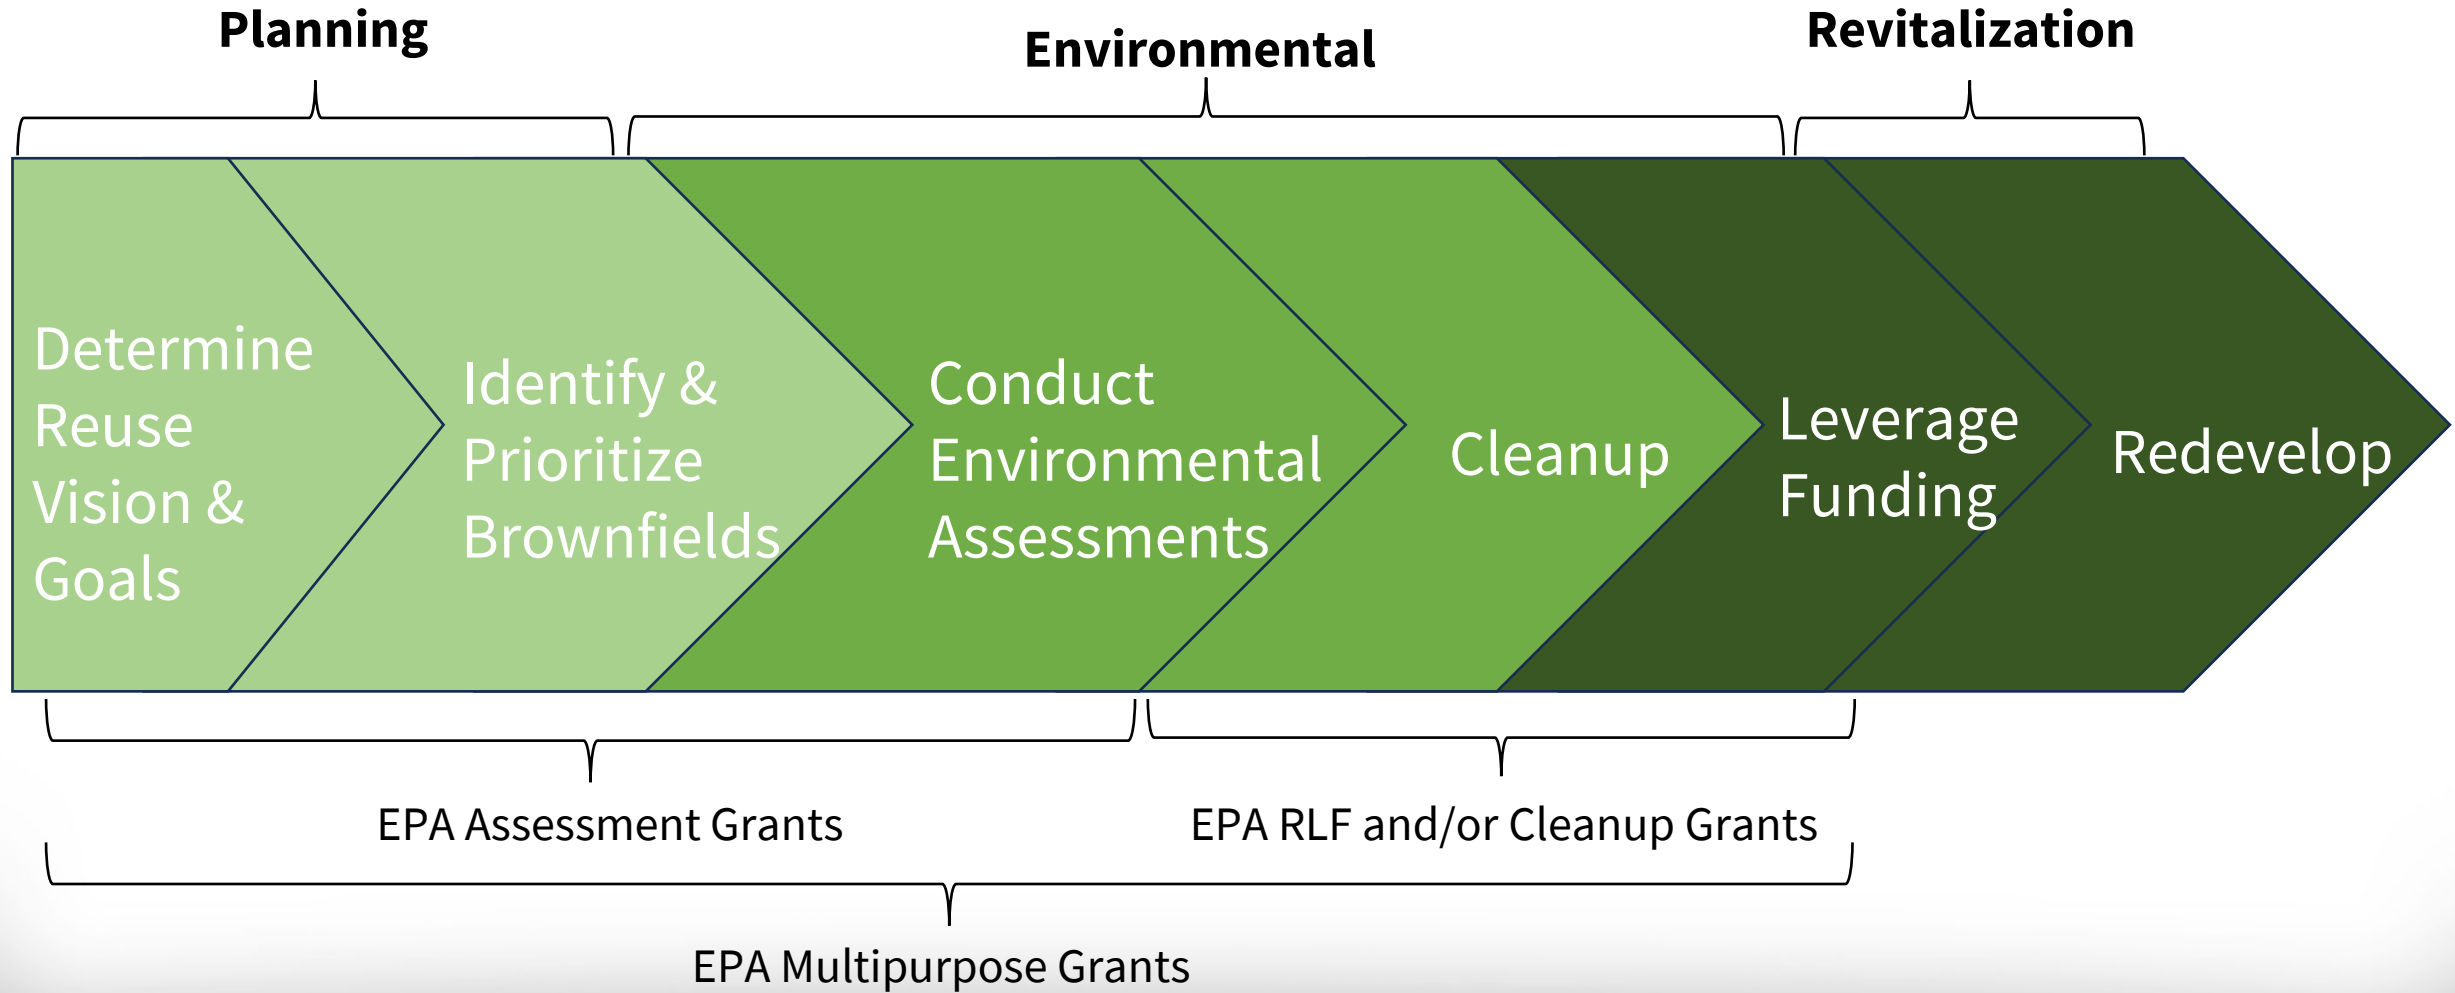 Planning
Environmental
Revitalization
Determine
Reuse
Vision &
Goals
Identify &
Prioritize
Brownfields
Conduct
Environmental
Assessments
Cleanup
Leverage
Funding
Redevelop
EPA Assessment Grants
EPA RLF and/or Cleanup Grants
EPA Multipurpose Grants